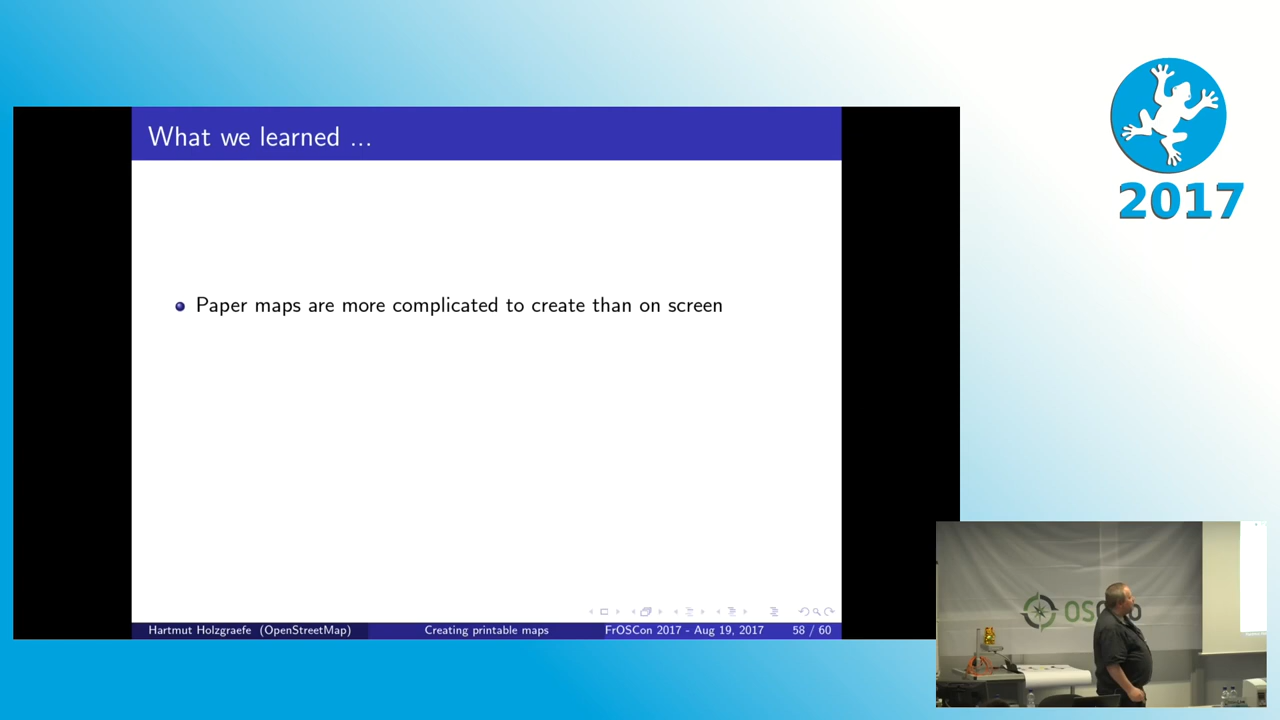 What we learned ...
Paper maps are more complicated to create than on screen
Hartmut Holzgraefe (OpenStreetMap) Creating printable maps FrOSCon 2017 - Aug 19, 2017 58 / 60
2017